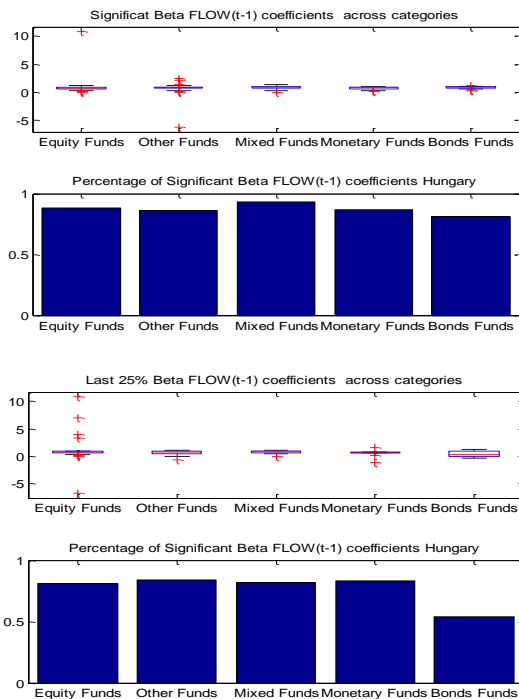 Significat Beta FLOW(t-1) coefficients across categories
10
5
0
-5
Equity Funds Other Funds Mixed Funds Monetary Funds Bonds Funds
Percentage of Significant Beta FLOW(t-1) coefficients Hungary
1
0.5
0
Equity Funds Other Funds Mixed Funds Monetary Funds Bonds Funds
Last 25% Beta FLOW(t-1) coefficients across categories
10
5
0
-5
Equity Funds Other Funds Mixed Funds Monetary Funds Bonds Funds
Percentage of Significant Beta FLOW(t-1) coefficients Hungary
1
0.5
0
Equity Funds Other Funds Mixed Funds Monetary Funds Bonds Funds